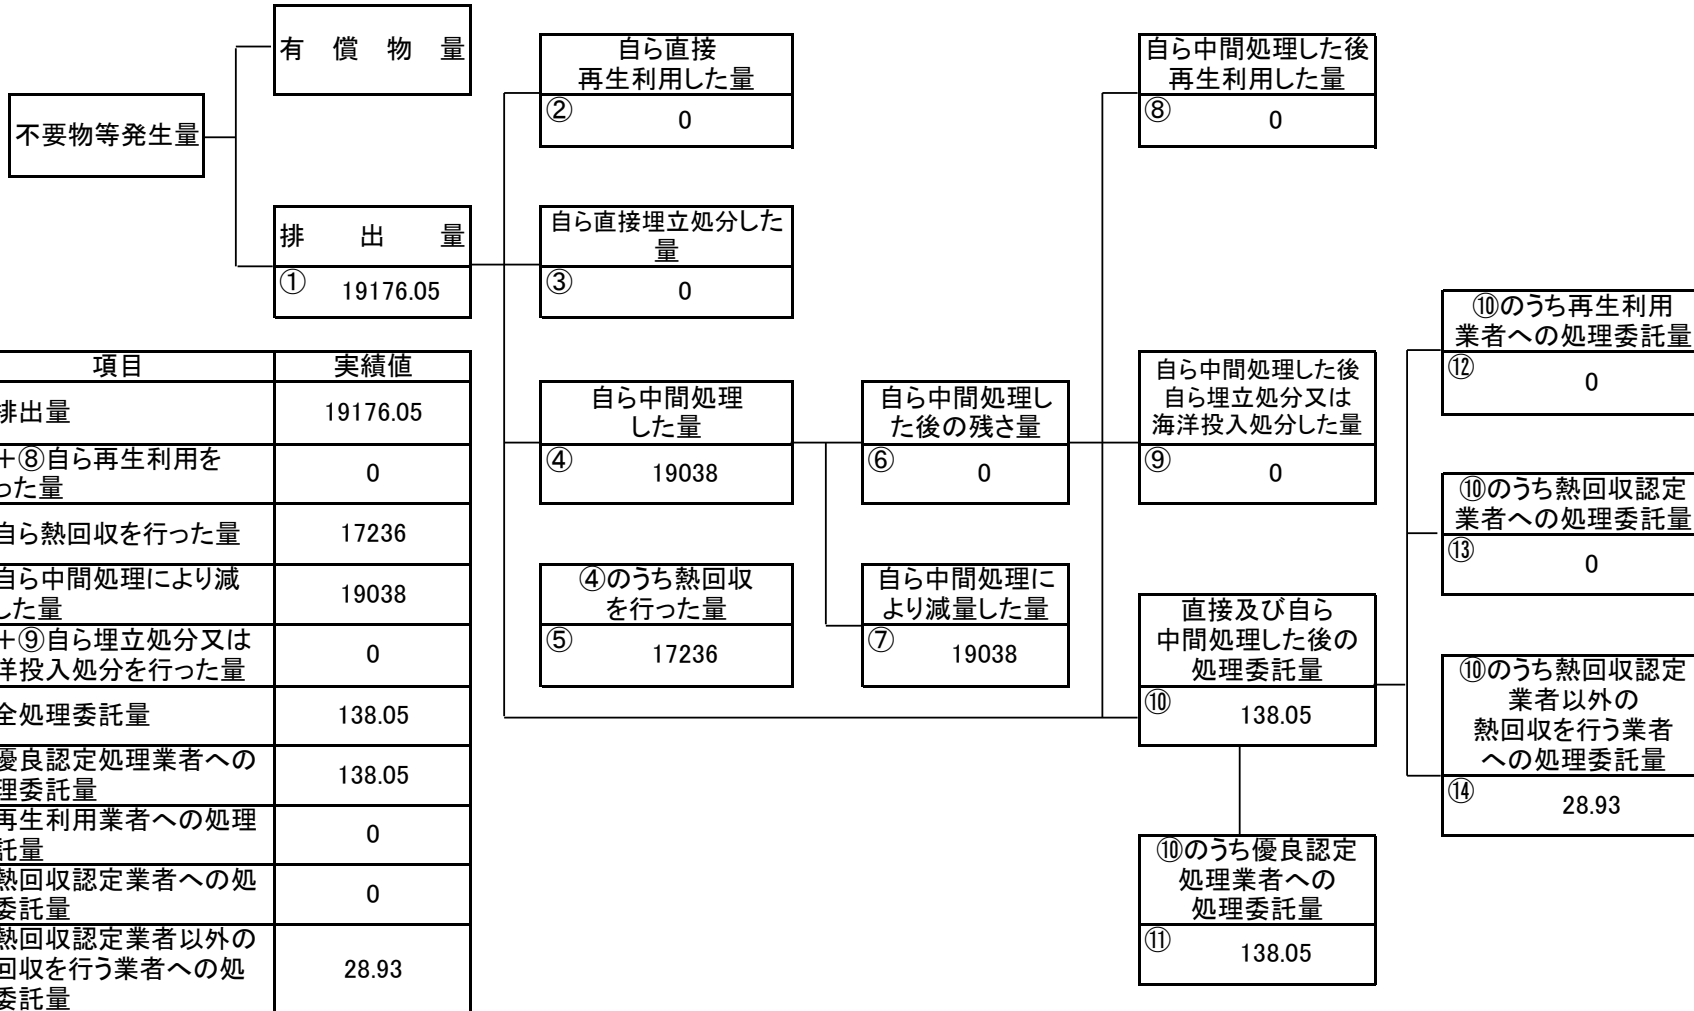 有　償　物　量
不要物等発生量
排　出　量
①
19176.05
自ら直接
再生利用した量
②
0
自ら直接埋立処分した
量
③
0
自ら中間処理
した量
④
19038
④のうち熱回収
を行った量
⑤
17236
自ら中間処理し
た後の残さ量
⑥
0
自ら中間処理に
より減量した量
⑦
19038
自ら中間処理した後
再生利用した量
⑧
0
自ら中間処理した後
自ら埋立処分又は
海洋投入処分した量
⑨
0
直接及び自ら
中間処理した後の
処理委託量
⑩
138.05
⑩のうち優良認定
処理業者への
処理委託量
⑪
138.05
⑩のうち再生利用
業者への処理委託量
⑫
0
⑩のうち熱回収認定
業者への処理委託量
⑬
0
⑩のうち熱回収認定
業者以外の
熱回収を行う業者
への処理委託量
⑭
28.93
項目
実績値
排出量
19176.05
＋⑧自ら再生利用を
った量
0
自ら熱回収を行った量
17236
自ら中間処理により減
した量
19038
＋⑨自ら埋立処分又は
洋投入処分を行った量
0
全処理委託量
138.05
優良認定処理業者への
理委託量
138.05
再生利用業者への処理
託量
0
熱回収認定業者への処
委託量
0
熱回収認定業者以外の
回収を行う業者への処
委託量
28.93